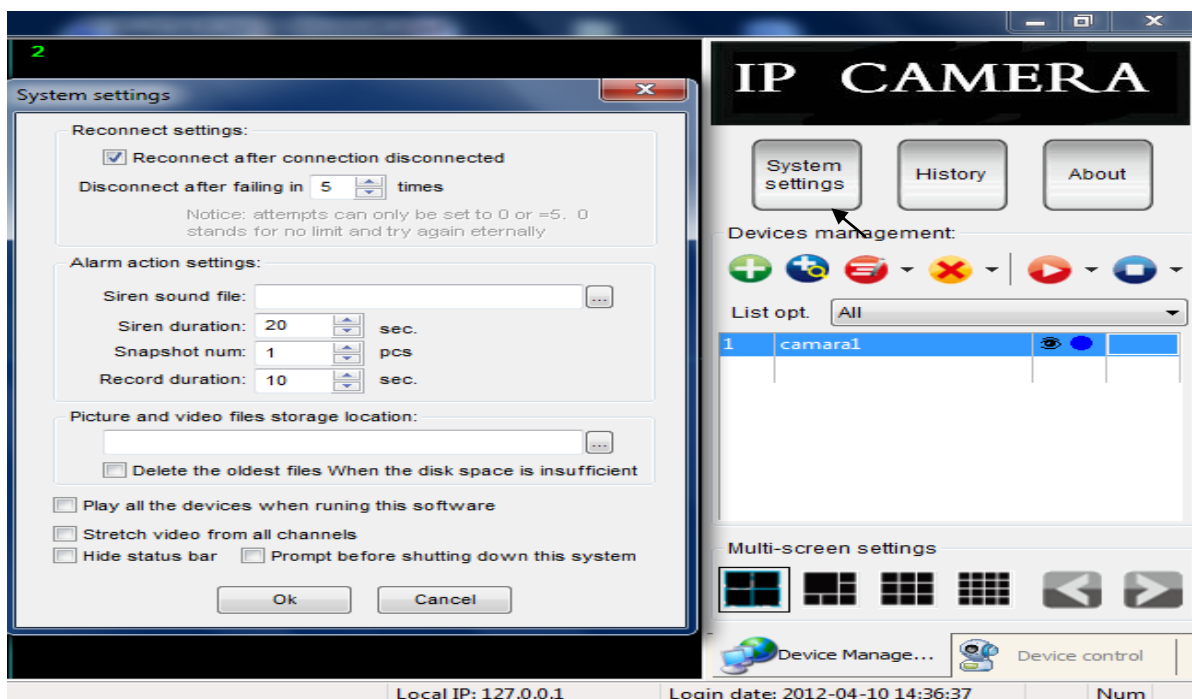 2
System settings
Reconnect settings:
Reconnect after connection disconnected
Disconnect after failing in 5 times
Notice: attempts can only be set to 0 or =5. 0
stands for no limit and try again eternally
Alarm action settings:
Siren sound file: ...
Siren duration: 20 sec.
Snapshot num: 1 pcs
Record duration: 10 sec.
Picture and video files storage location:
...
Delete the oldest files When the disk space is insufficient
Play all the devices when runing this software
Stretch video from all channels
Hide status bar Prompt before shutting down this system
Ok Cancel
IP CAMERA
System
settings
History
About
Devices management:
List opt. All
1 camara1
Multi-screen settings
Device Manage... Device control
Local IP: 127.0.0.1 Login date: 2012-04-10 14:36:37 Num